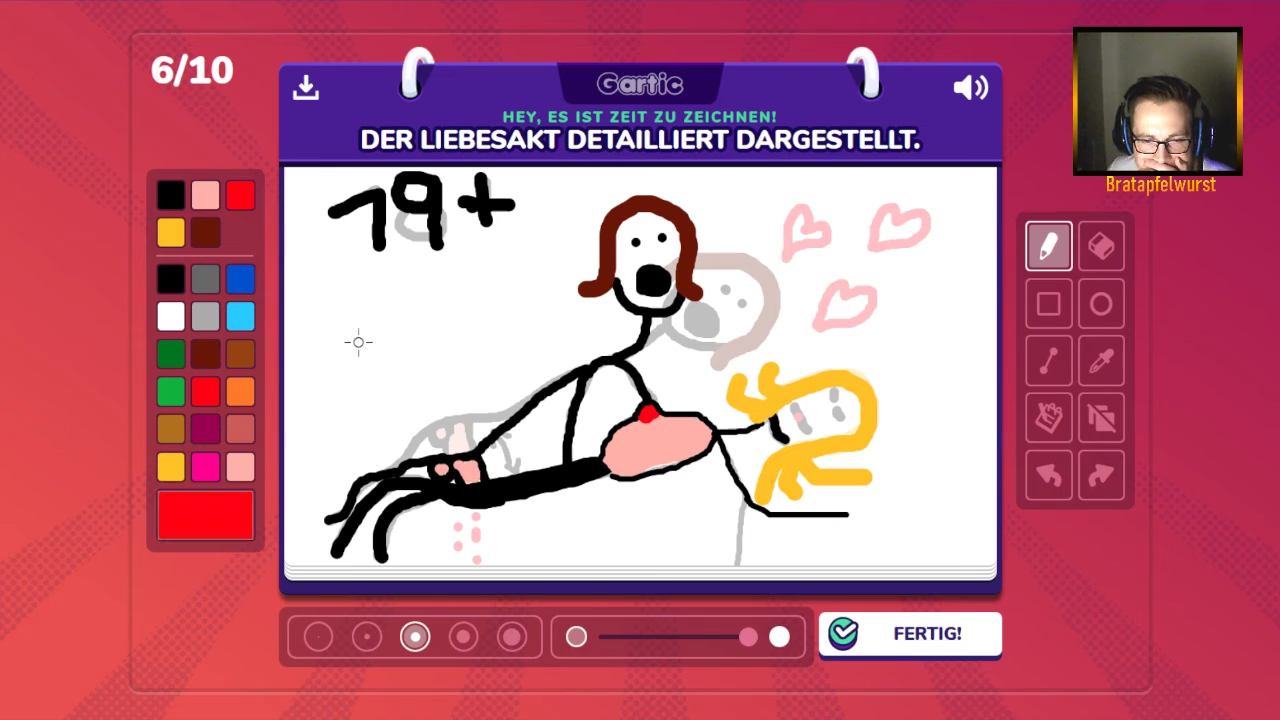 6/10
Gartic
HEY, ES IST ZEIT ZU ZEICHNEN!
DER LIEBESAKT DETAILLIERT DARGESTELLT.
Bratapfelwurst
79+
FERTIG!